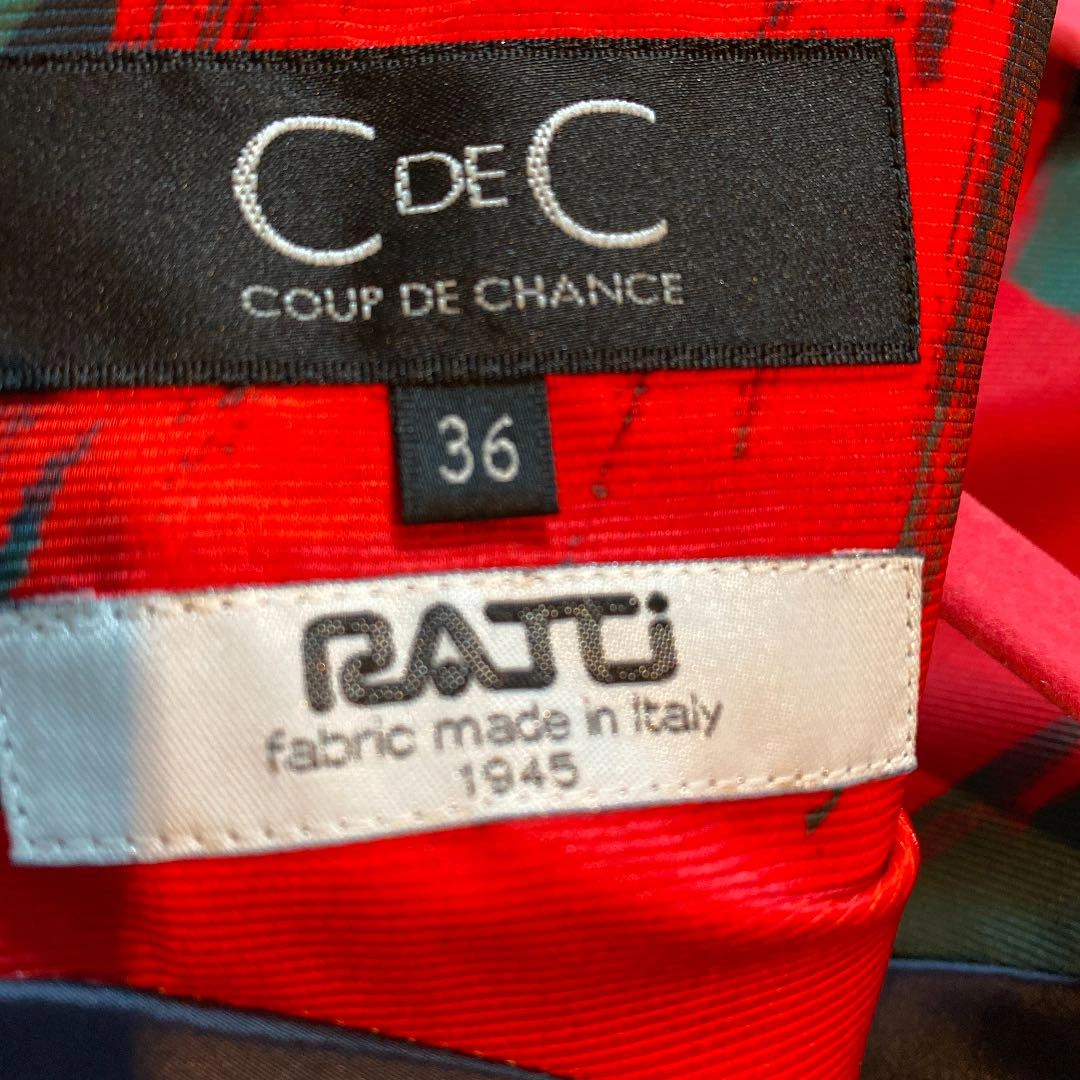 C DE C
COUP DE CHANCE
36
RATTi
fabric made in Italy
1945